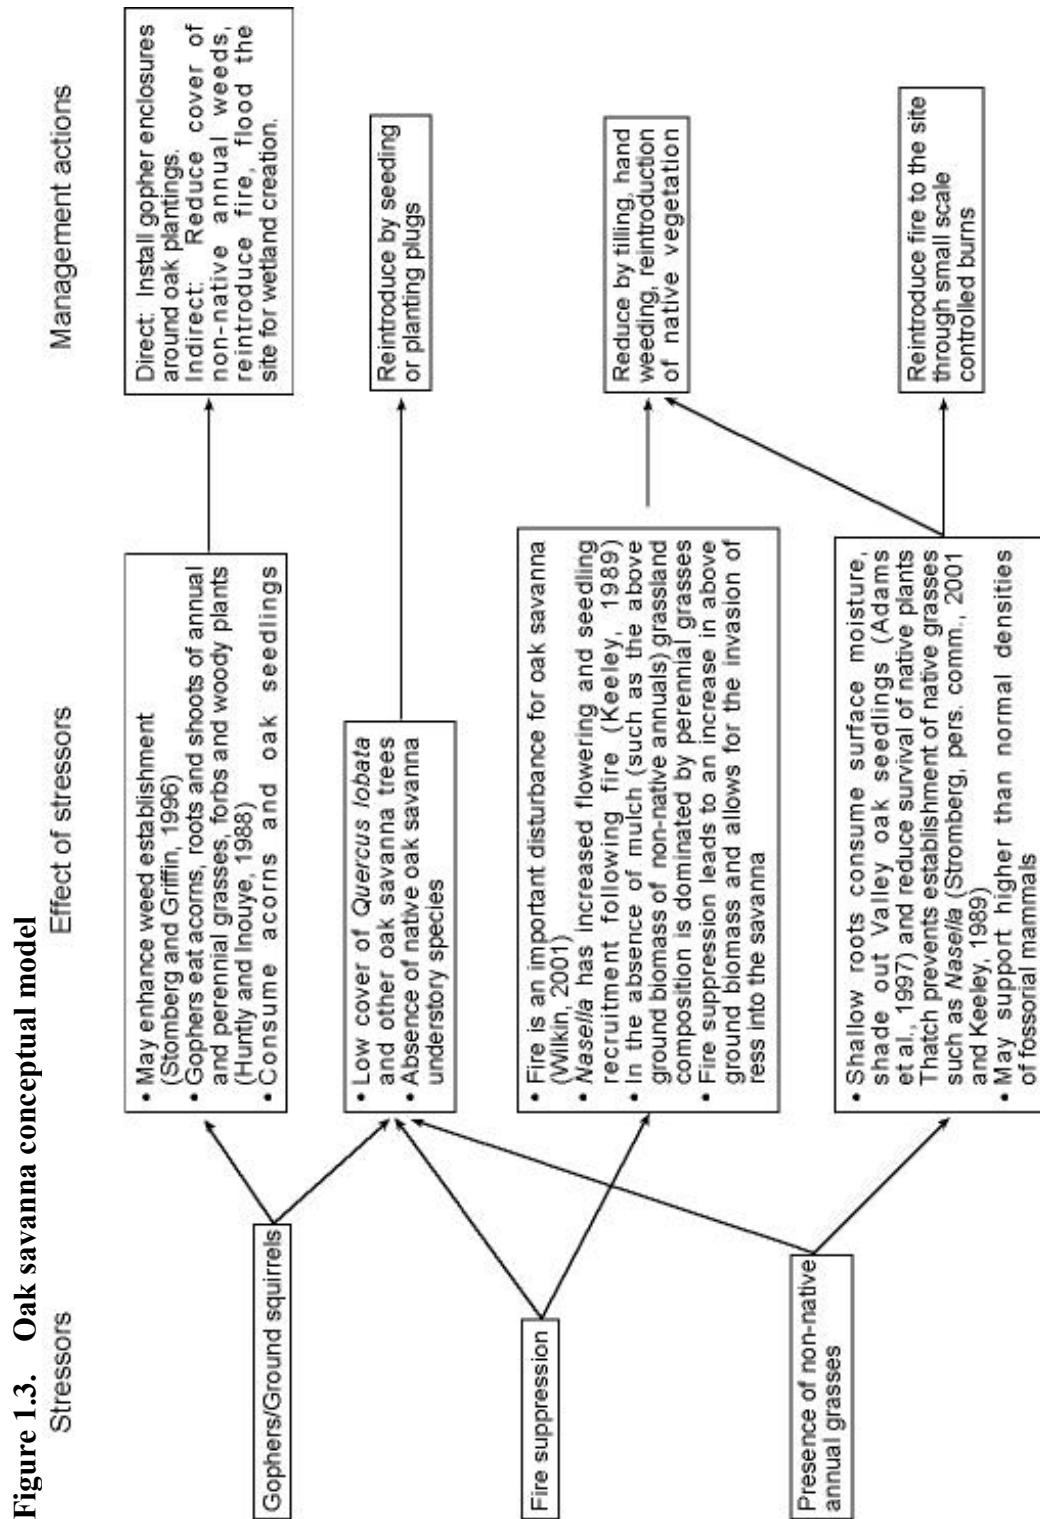 Figure 1.3. Oak savanna conceptual model
Stressors
Effect of stressors
Management actions
Gophers/Ground squirrels
Fire suppression
Presence of non-native
annual grasses
• May enhance weed establishment
(Stomberg and Griffin, 1996)
• Gophers eat acorns, roots and shoots of annual
and perennial grasses, forbs and woody plants
(Huntly and Inouye, 1988)
• Consume acorns and oak seedlings
• Low cover of Quercus lobata
and other oak savanna trees
• Absence of native oak savanna
understory species
• Fire is an important disturbance for oak savanna
(Wilkin, 2001)
• Nasella has increased flowering and seedling
recruitment following fire (Keeley, 1989)
• In the absence of mulch (such as the above
ground biomass of non-native annuals) grassland
composition is dominated by perennial grasses
• Fire suppression leads to an increase in above
ground biomass and allows for the invasion of
ress into the savanna
• Shallow roots consume surface moisture,
shade out Valley oak seedlings (Adams
et al., 1997) and reduce survival of native plants
Thatch prevents establishment of native grasses
such as Nasella (Stromberg, pers. comm., 2001
and Keeley, 1989)
• May support higher than normal densities
of fossorial mammals
Direct: Install gopher enclosures
around oak plantings.
Indirect: Reduce cover of
non-native annual weeds,
reintroduce fire, flood the
site for wetland creation.
Reintroduce by seeding
or planting plugs
Reduce by tilling, hand
weeding, reintroduction
of native vegetation
Reintroduce fire to the site
through small scale
controlled burns